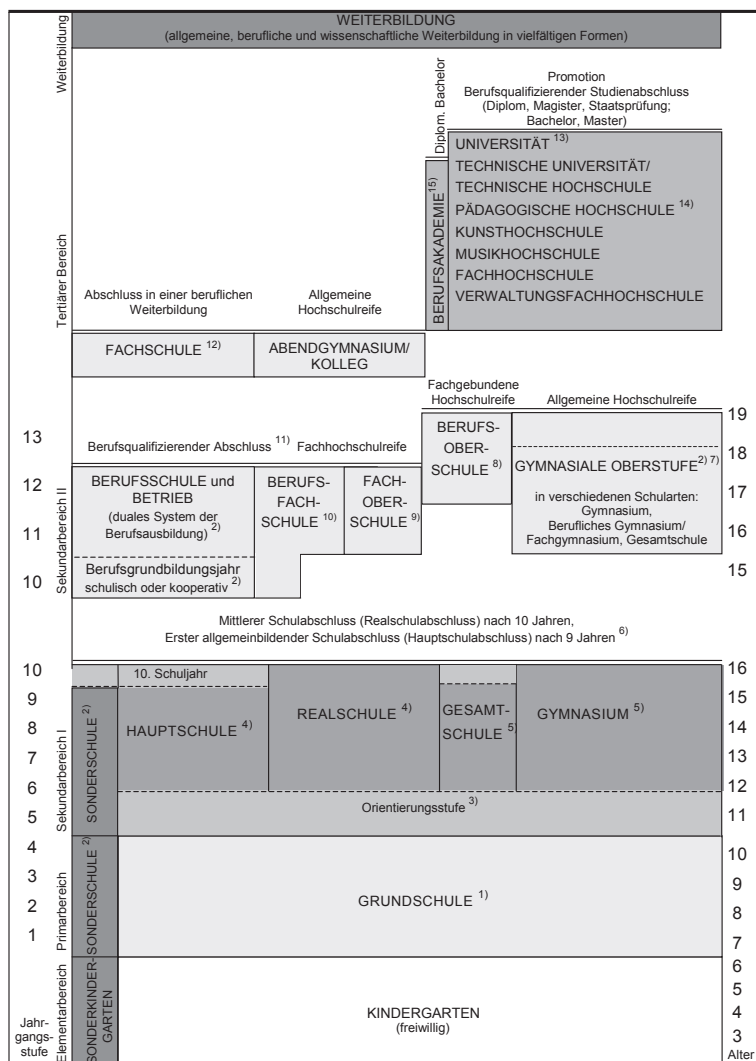 WEITERBILDUNG
(allgemeine, berufliche und wissenschaftliche Weiterbildung in vielfältigen Formen)
Weiterbildung
Promotion
Berufsqualifizierender Studienabschluss
(Diplom, Magister, Staatsprüfung;
Bachelor, Master)
Diplom. Bachelor
BERUFSAKADEMIE 15)
UNIVERSITÄT 13)
TECHNISCHE UNIVERSITÄT/
TECHNISCHE HOCHSCHULE
PÄDAGOGISCHE HOCHSCHULE 14)
KUNSTHOCHSCHULE
MUSIKHOCHSCHULE
FACHHOCHSCHULE
VERWALTUNGSFACHHOCHSCHULE
Tertiärer Bereich
Abschluss in einer beruflichen
Weiterbildung
Allgemeine
Hochschulreife
FACHSCHULE 12)
ABENDGYMNASIUM/
KOLLEG
Fachgebundene
Hochschulreife
Allgemeine Hochschulreife
13
12
11
10
Sekundarbereich II
Berufsqualifizierender Abschluss 11)
Fachhochschulreife
BERUFSSCHULE und
BETRIEB
(duales System der
Berufsausbildung) 2)
Berufsgrundbildungsjahr
schulisch oder kooperativ 2)
BERUFS-
FACH-
SCHULE 10)
FACH-
OBER-
SCHULE 9)
BERUFS-
OBER-
SCHULE 8)
GYMNASIALE OBERSTUFE 2) 7)
in verschiedenen Schularten:
Gymnasium,
Berufliches Gymnasium/
Fachgymnasium, Gesamtschule
19
18
17
16
15
Mittlerer Schulabschluss (Realschulabschluss) nach 10 Jahren,
Erster allgemeinbildender Schulabschluss (Hauptschulabschluss) nach 9 Jahren 6)
10
9
8
7
6
5
Sekundarbereich I
SONDERSCHULE 2)
10. Schuljahr
HAUPTSCHULE 4)
REALSCHULE 4)
GESAMT-
SCHULE 5)
GYMNASIUM 5)
Orientierungsstufe 3)
16
15
14
13
12
11
4
3
2
1
Primarbereich
SONDERSCHULE 2)
GRUNDSCHULE 1)
10
9
8
7
Elementarbereich
SONDERKINDER-
GARTEN
KINDERGARTEN
(freiwillig)
6
5
4
3
Jahr-
gangs-
stufe
Alter